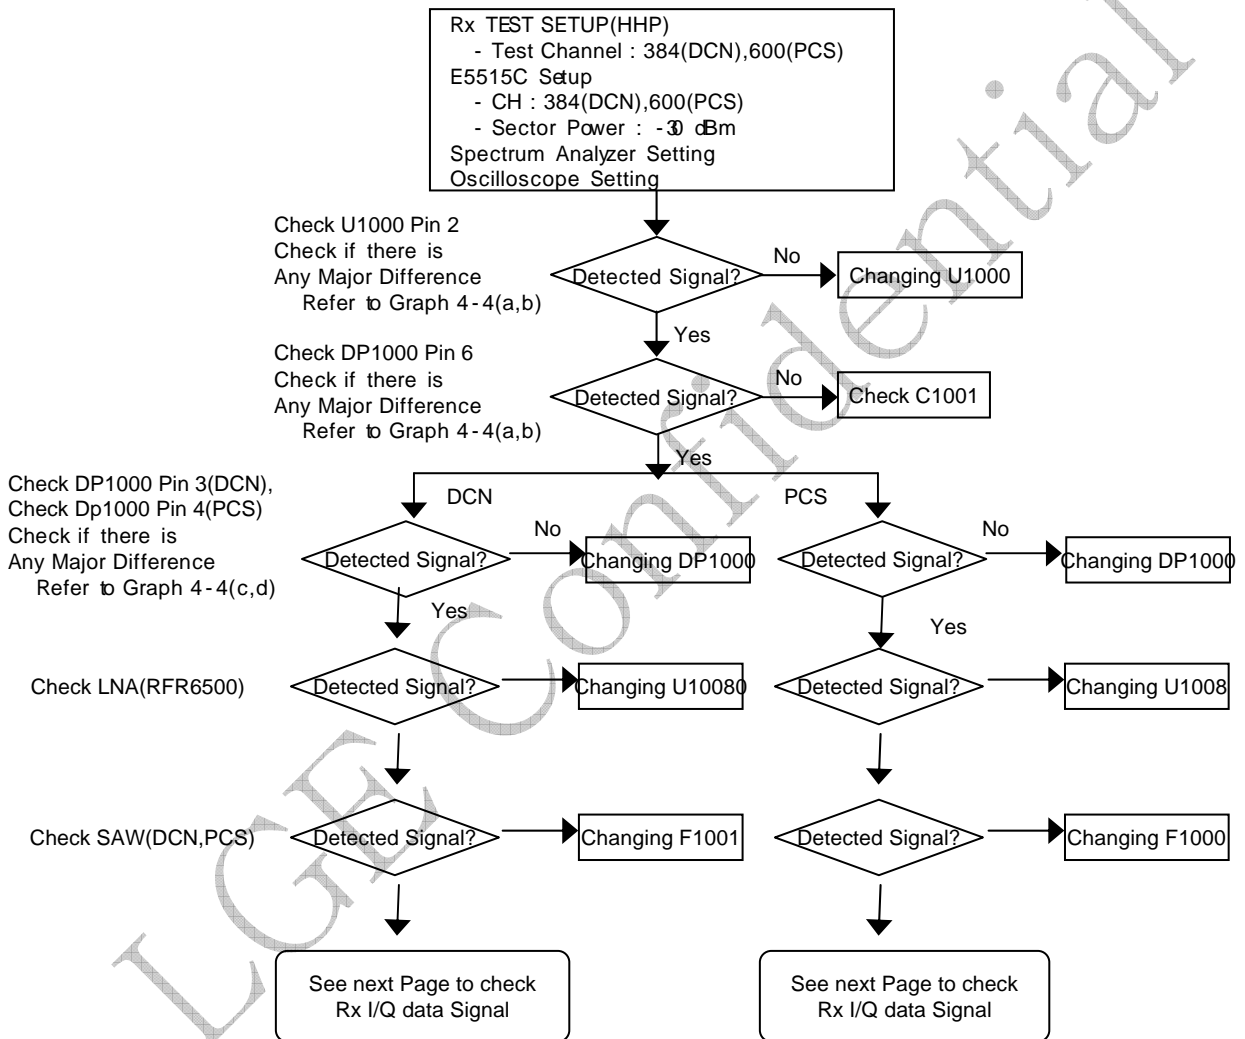 Rx TEST SETUP(HHP)
- Test Channel : 384(DCN),600(PCS)
E5515C Setup
- CH : 384(DCN),600(PCS)
- Sector Power : -30 dBm
Spectrum Analyzer Setting
Oscilloscope Setting
Check U1000 Pin 2
Check if there is
Any Major Difference
Refer to Graph 4-4(a,b)
Detected Signal?
No
Changing U1000
Yes
Check DP1000 Pin 6
Check if there is
Any Major Difference
Refer to Graph 4-4(a,b)
Detected Signal?
No
Check C1001
Yes
Check DP1000 Pin 3(DCN),
Check Dp1000 Pin 4(PCS)
Check if there is
Any Major Difference
Refer to Graph 4-4(c,d)
DCN
PCS
Detected Signal?
No
Changing DP1000
Detected Signal?
No
Changing DP1000
Yes
Yes
Check LNA(RFR6500)
Detected Signal?
Changing U10080
Detected Signal?
Changing U1008
Check SAW(DCN,PCS)
Detected Signal?
Changing F1001
Detected Signal?
Changing F1000
See next Page to check
Rx I/Q data Signal
See next Page to check
Rx I/Q data Signal
LGE Confidential